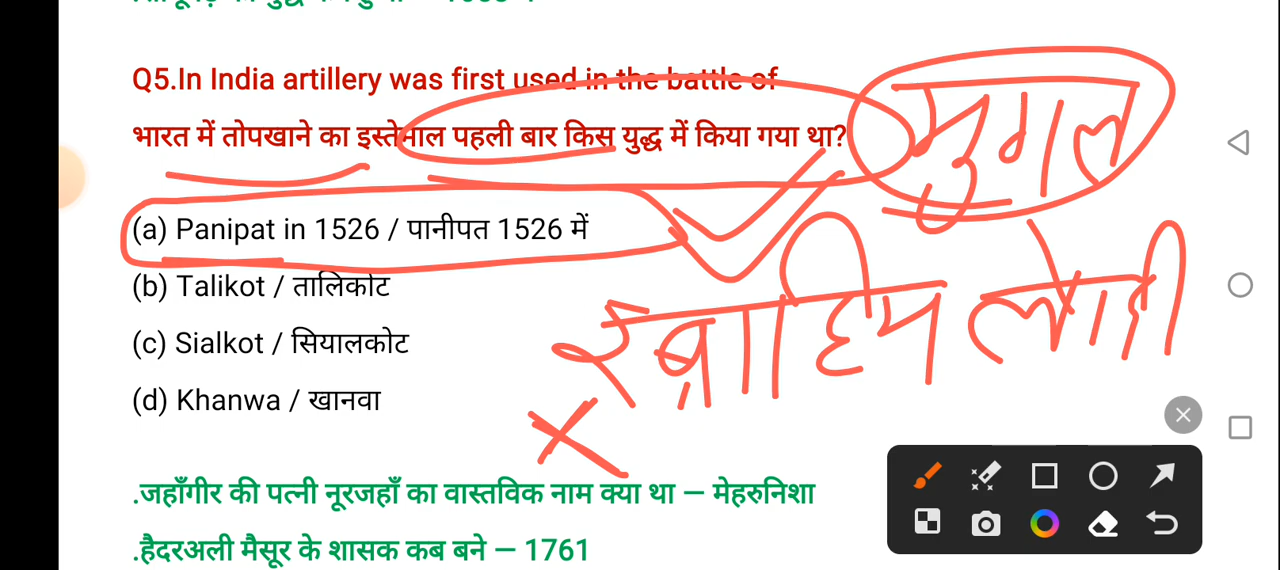 Q5.In India artillery was first used in the battle of
भारत में तोपखाने का इस्तेमाल पहली बार किस युद्ध में किया गया था?
मुगल
(a) Panipat in 1526 / पानीपत 1526 में
(b) Talikot / तालिकोट
इब्राहिम लोदी
(c) Sialkot / सियालकोट
(d) Khanwa / खानवा
.जहाँगीर की पत्नी नूरजहाँ का वास्तविक नाम क्या था – मेहरुनिशा
.हैदरअली मैसूर के शासक कब बने – 1761